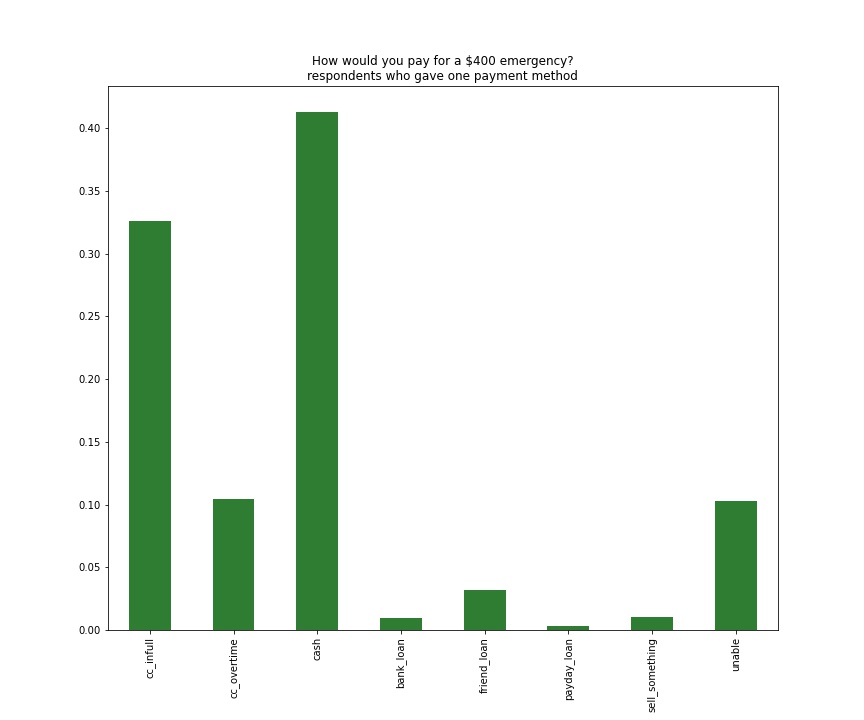 How would you pay for a $400 emergency?
respondents who gave one payment method
0.40
0.35
0.30
0.25
0.20
0.15
0.10
0.05
0.00
cc_infull
cc_overtime
cash
bank_loan
friend_loan
payday_loan
sell_something
unable